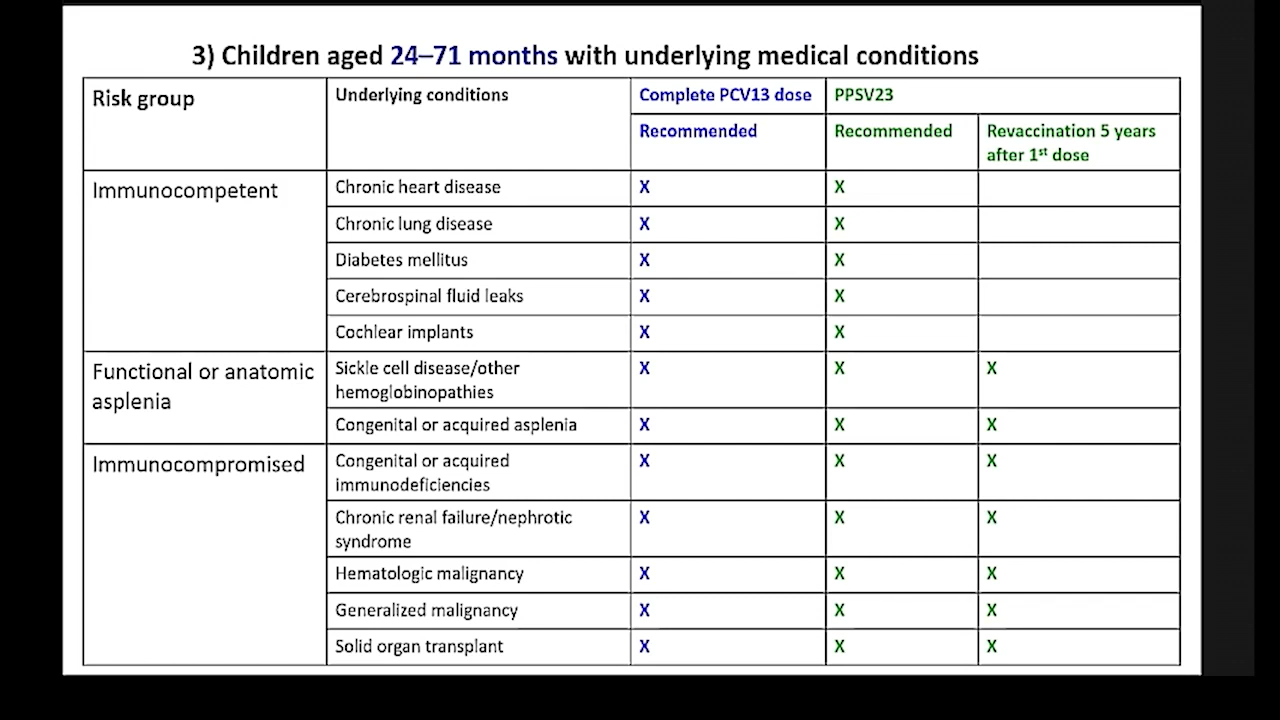 3) Children aged 24–71 months with underlying medical conditions
Risk group
Underlying conditions
Complete PCV13 dose
PPSV23
Recommended
Recommended
Revaccination 5 years
after 1st dose
Immunocompetent
Chronic heart disease
X
X
Chronic lung disease
X
X
Diabetes mellitus
X
X
Cerebrospinal fluid leaks
X
X
Cochlear implants
X
X
Functional or anatomic
asplenia
Sickle cell disease/other
hemoglobinopathies
X
X
X
Congenital or acquired asplenia
X
X
X
Immunocompromised
Congenital or acquired
immunodeficiencies
X
X
X
Chronic renal failure/nephrotic
syndrome
X
X
X
Hematologic malignancy
X
X
X
Generalized malignancy
X
X
X
Solid organ transplant
X
X
X